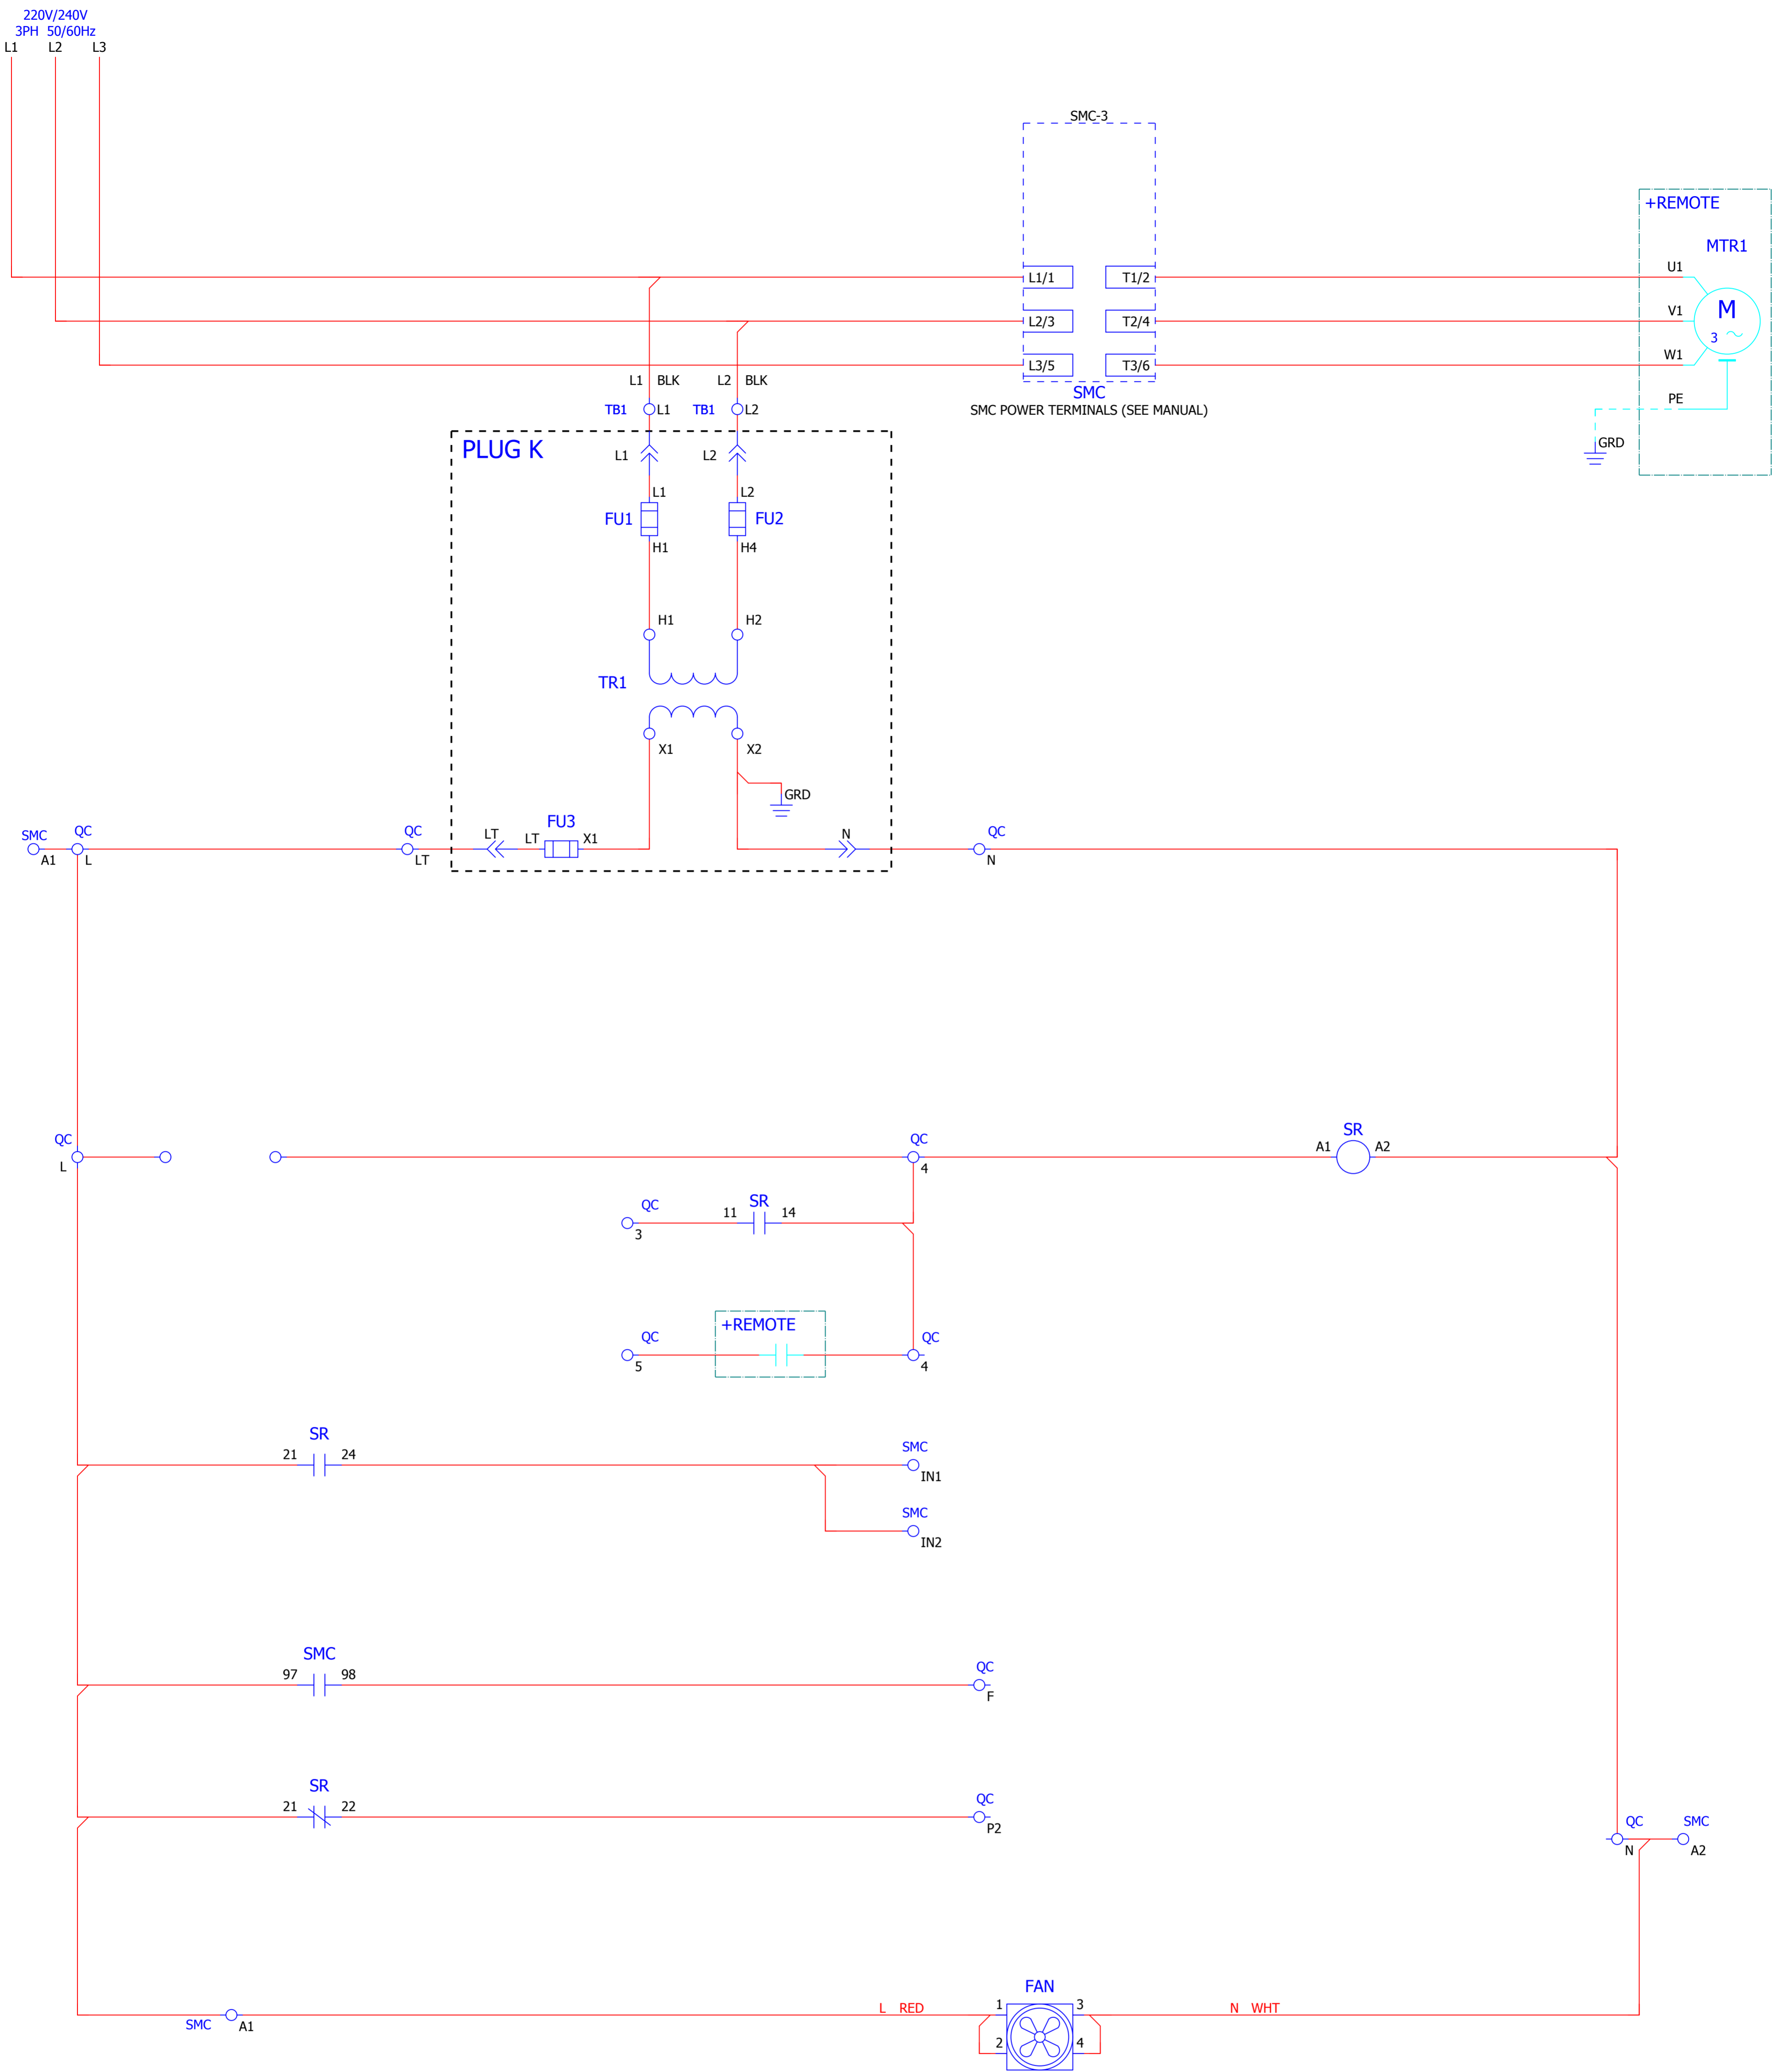 220V/240V
3PH 50/60Hz
L1 L2 L3
SMC-3
+REMOTE
MTR1
U1
L1/1 T1/2
M
3
V1
L2/3 T2/4
W1
L3/5 T3/6
L1 BLK L2 BLK
SMC
PE
TB1 L1 TB1 L2
SMC POWER TERMINALS (SEE MANUAL)
GRD
PLUG K
L1 L2
L1 L2
FU1 FU2
H1 H4
H1 H2
TR1
X1 X2
GRD
FU3
SMC QC QC LT LT X1 N QC
A1 L LT N
QC QC SR
L 4 A1 A2
QC SR
3 11 14
+REMOTE
QC QC
5 4
SR
21 24 SMC
IN1
SMC
IN2
SMC
97 98 QC
F
SR
21 22 QC
P2
QC SMC
N A2
FAN
L RED 1 3 N WHT
SMC A1
2 4